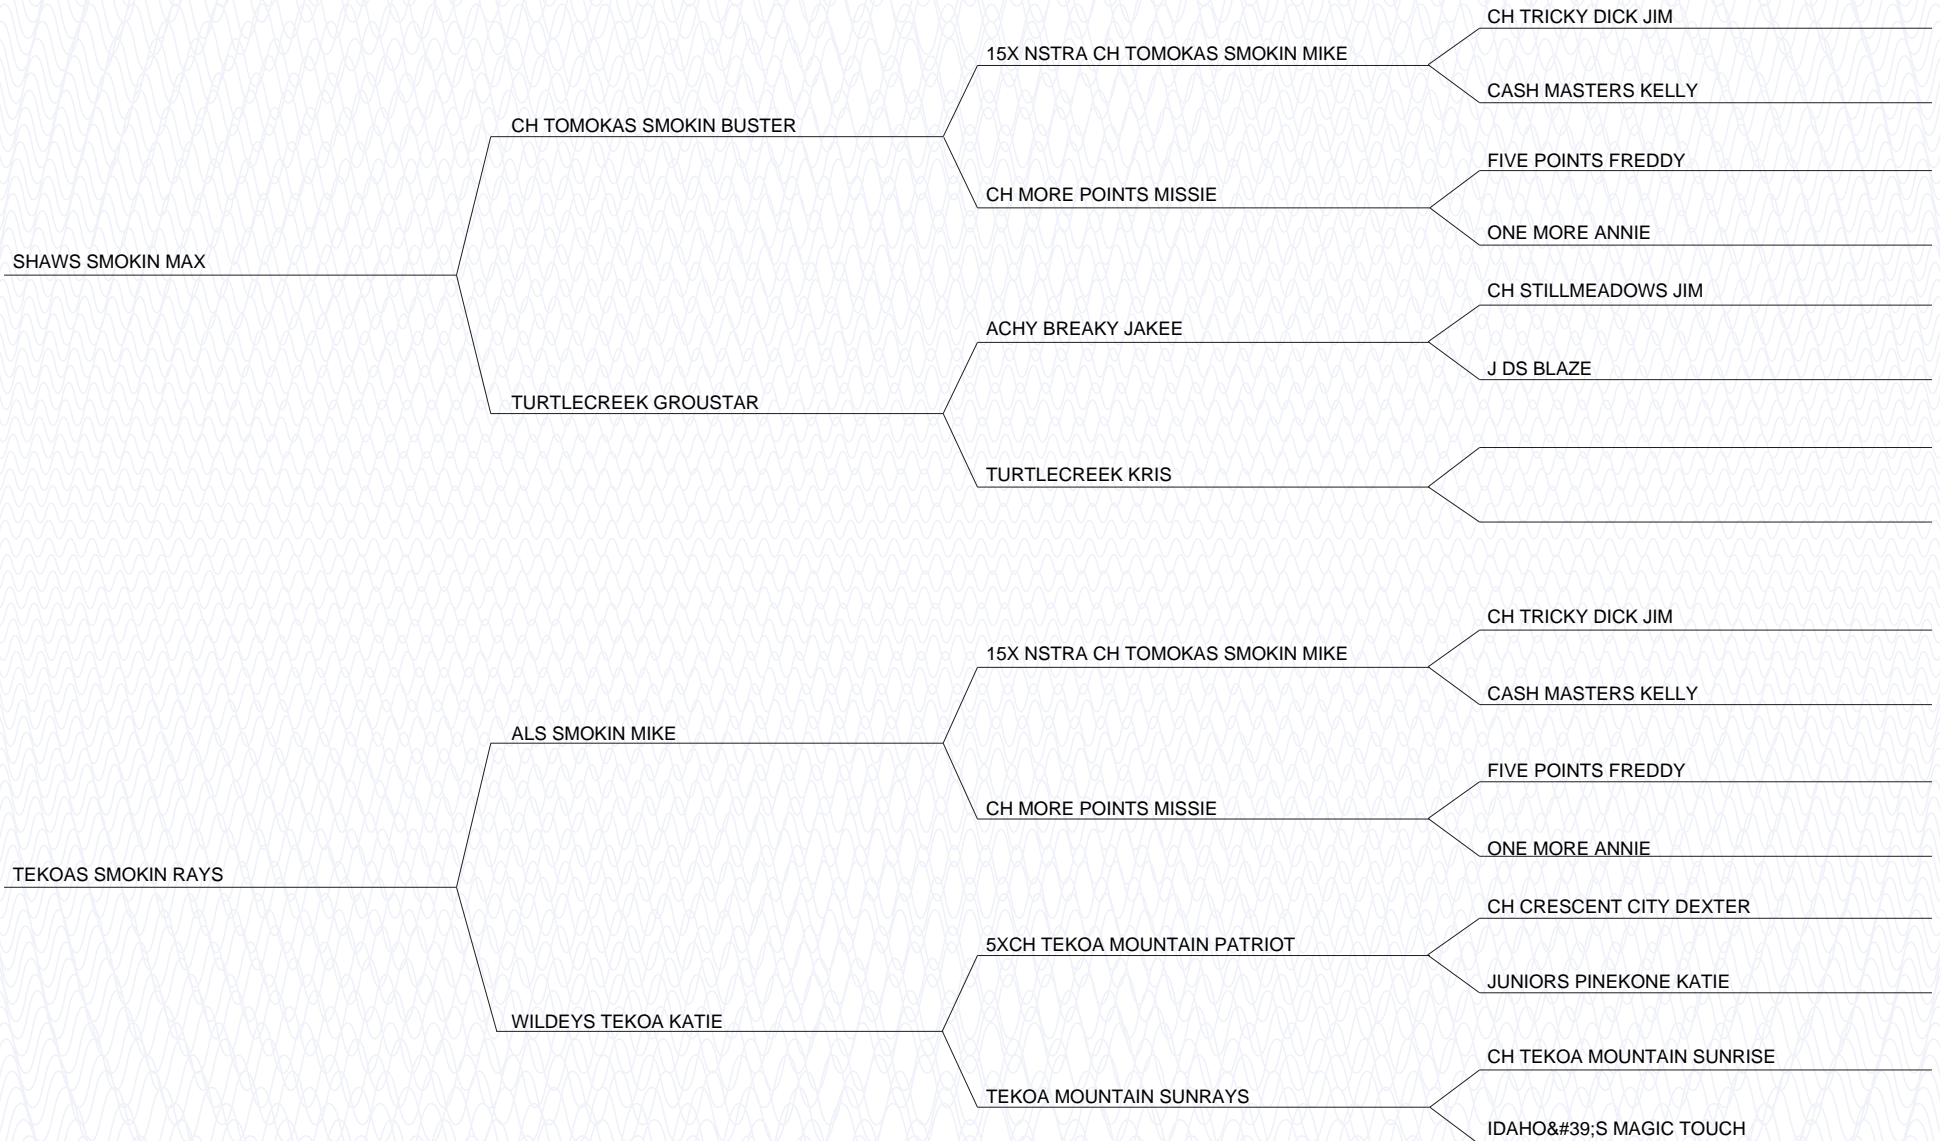 CH TRICKY DICK JIM
15X NSTRA CH TOMOKAS SMOKIN MIKE
CASH MASTERS KELLY
CH TOMOKAS SMOKIN BUSTER
FIVE POINTS FREDDY
CH MORE POINTS MISSIE
ONE MORE ANNIE
SHAWS SMOKIN MAX
CH STILLMEADOWS JIM
ACHY BREAKY JAKEE
J DS BLAZE
TURTLECREEK GROUSTAR
TURTLECREEK KRIS
CH TRICKY DICK JIM
15X NSTRA CH TOMOKAS SMOKIN MIKE
CASH MASTERS KELLY
ALS SMOKIN MIKE
FIVE POINTS FREDDY
CH MORE POINTS MISSIE
ONE MORE ANNIE
TEKOAS SMOKIN RAYS
CH CRESCENT CITY DEXTER
5XCH TEKOA MOUNTAIN PATRIOT
JUNIORS PINEKONE KATIE
WILDEYS TEKOA KATIE
CH TEKOA MOUNTAIN SUNRISE
TEKOA MOUNTAIN SUNRAYS
IDAHO&#39;S MAGIC TOUCH